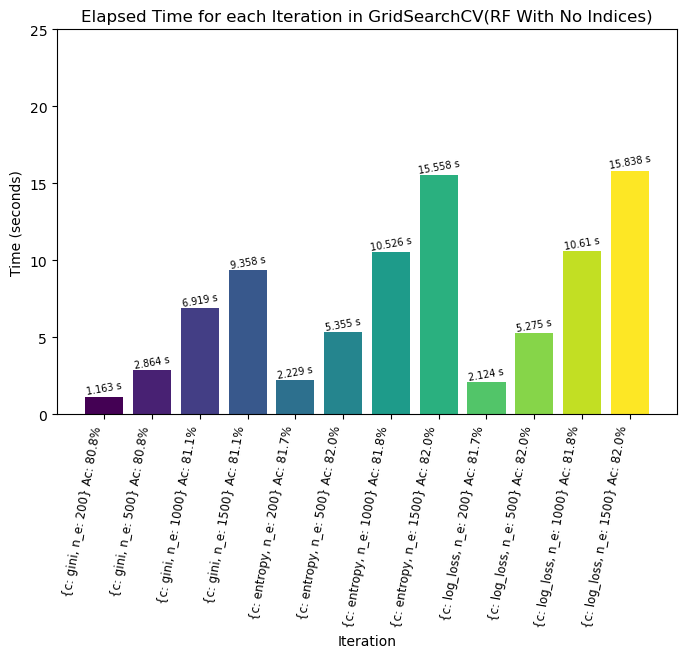 Elapsed Time for each Iteration in GridSearchCV(RF With No Indices)
25
20
15
10
5
0
Time (seconds)
1.163 s
2.864 s
6.919 s
9.358 s
2.229 s
5.355 s
10.526 s
15.558 s
2.124 s
5.275 s
10.61 s
15.838 s
{c: gini, n_e: 200} Ac: 80.8%
{c: gini, n_e: 500} Ac: 80.8%
{c: gini, n_e: 1000} Ac: 81.1%
{c: gini, n_e: 1500} Ac: 81.1%
{c: entropy, n_e: 200} Ac: 81.7%
{c: entropy, n_e: 500} Ac: 82.0%
{c: entropy, n_e: 1000} Ac: 81.8%
{c: entropy, n_e: 1500} Ac: 82.0%
{c: log_loss, n_e: 200} Ac: 81.7%
{c: log_loss, n_e: 500} Ac: 82.0%
{c: log_loss, n_e: 1000} Ac: 81.8%
{c: log_loss, n_e: 1500} Ac: 82.0%
Iteration